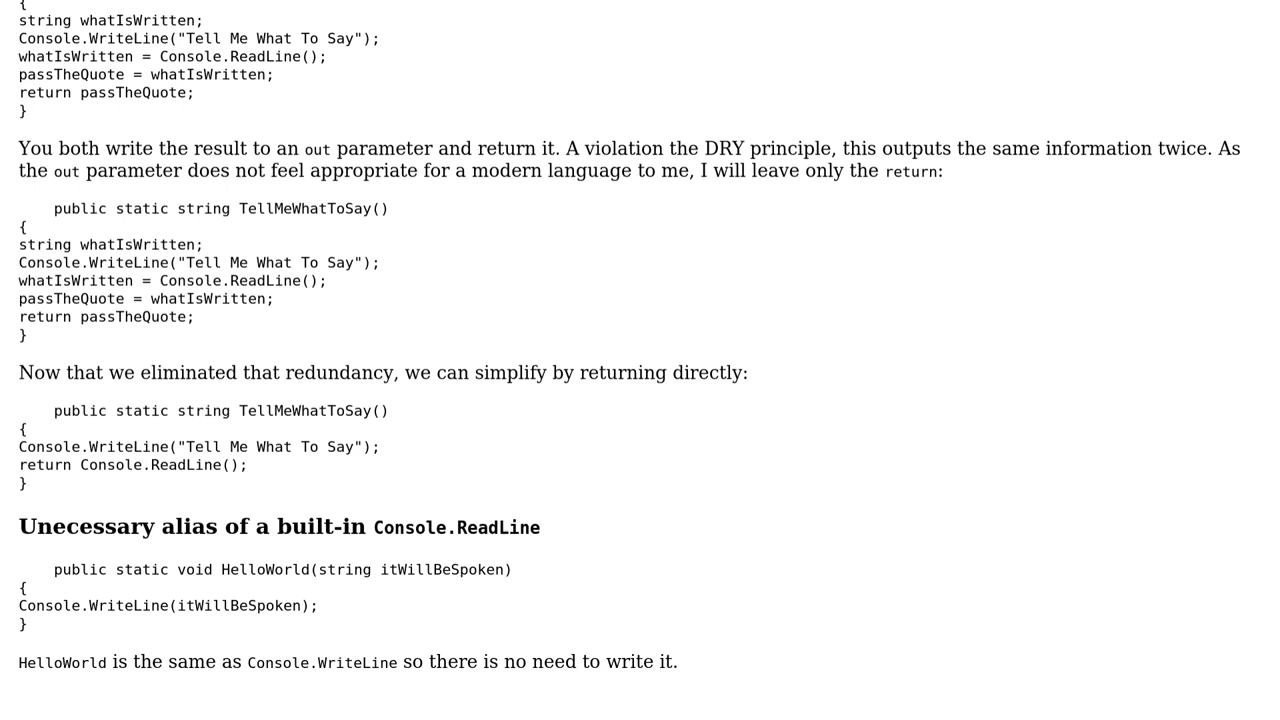 {
string whatIsWritten;
Console.WriteLine("Tell Me What To Say");
whatIsWritten = Console.ReadLine();
passTheQuote = whatIsWritten;
return passTheQuote;
}
You both write the result to an out parameter and return it. A violation the DRY principle, this outputs the same information twice. As
the out parameter does not feel appropriate for a modern language to me, I will leave only the return:
public static string TellMeWhatToSay()
{
string whatIsWritten;
Console.WriteLine("Tell Me What To Say");
whatIsWritten = Console.ReadLine();
passTheQuote = whatIsWritten;
return passTheQuote;
}
Now that we eliminated that redundancy, we can simplify by returning directly:
public static string TellMeWhatToSay()
{
Console.WriteLine("Tell Me What To Say");
return Console.ReadLine();
}
Unecessary alias of a built-in Console.ReadLine
public static void HelloWorld(string itWillBeSpoken)
{
Console.WriteLine(itWillBeSpoken);
}
HelloWorld is the same as Console.WriteLine so there is no need to write it.